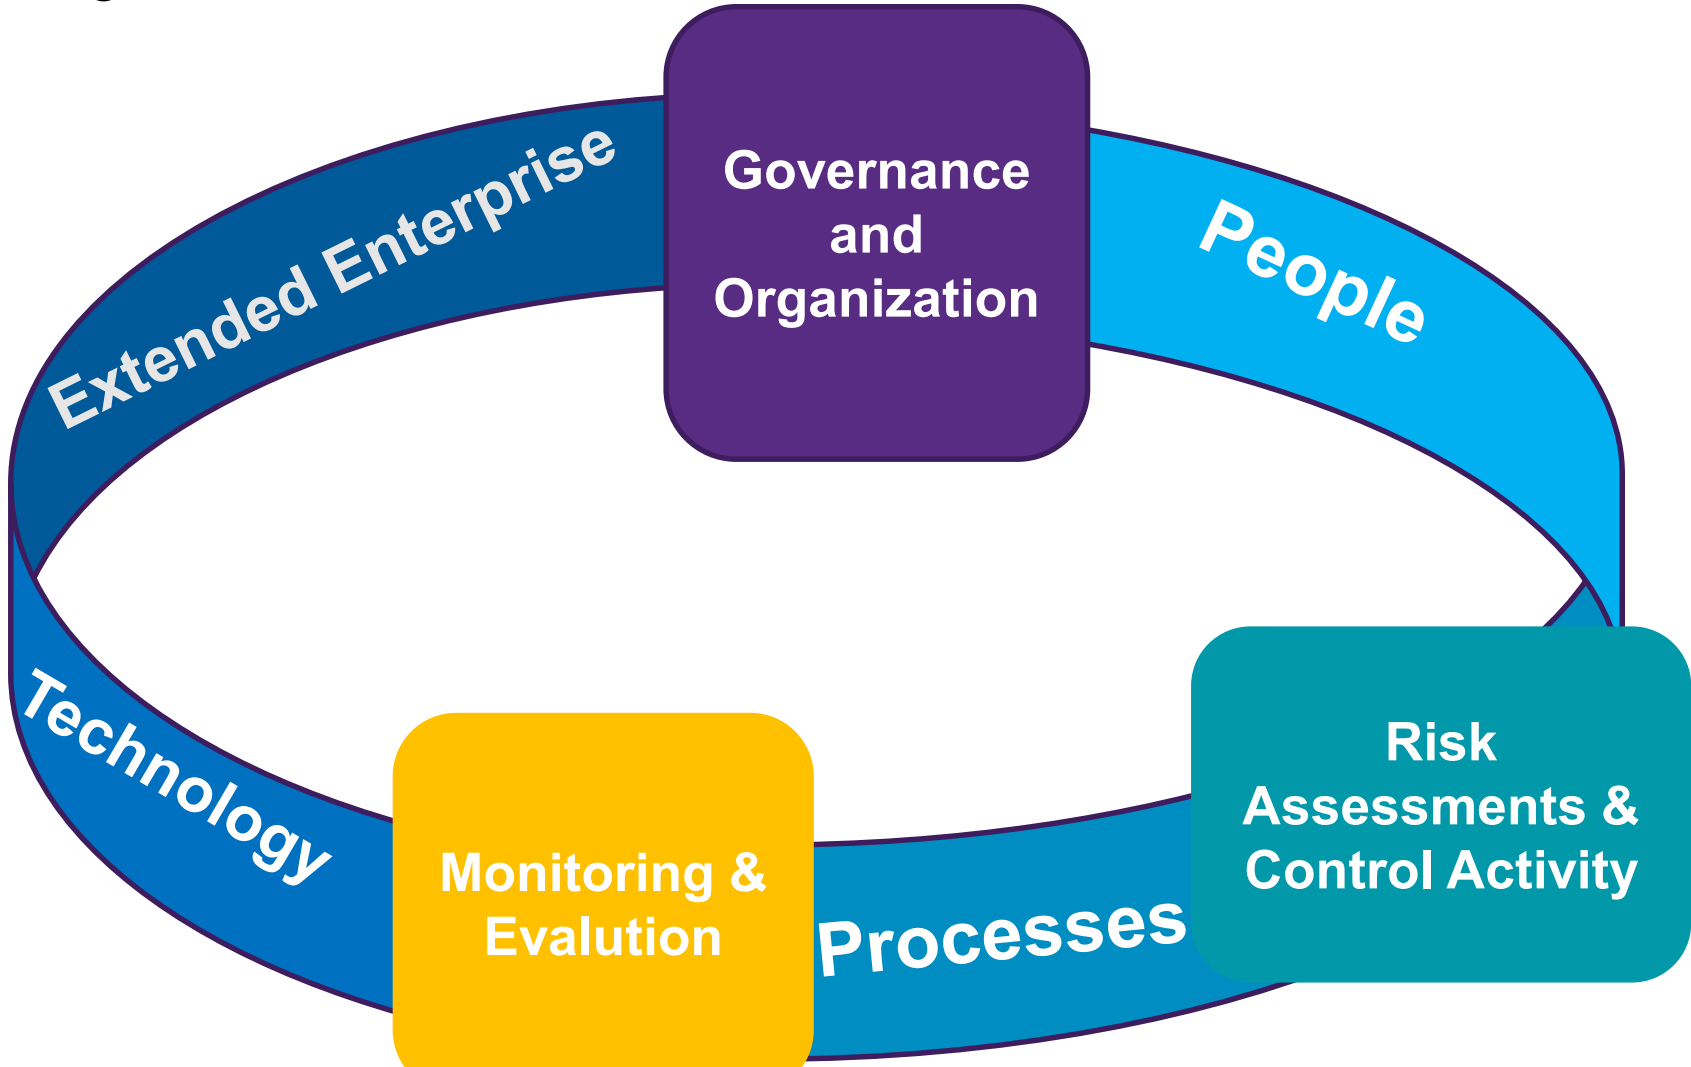 Governance
and
Organization
Extended Enterprise
People
Technology
Monitoring &
Evalution
Processes
Risk
Assessments &
Control Activity